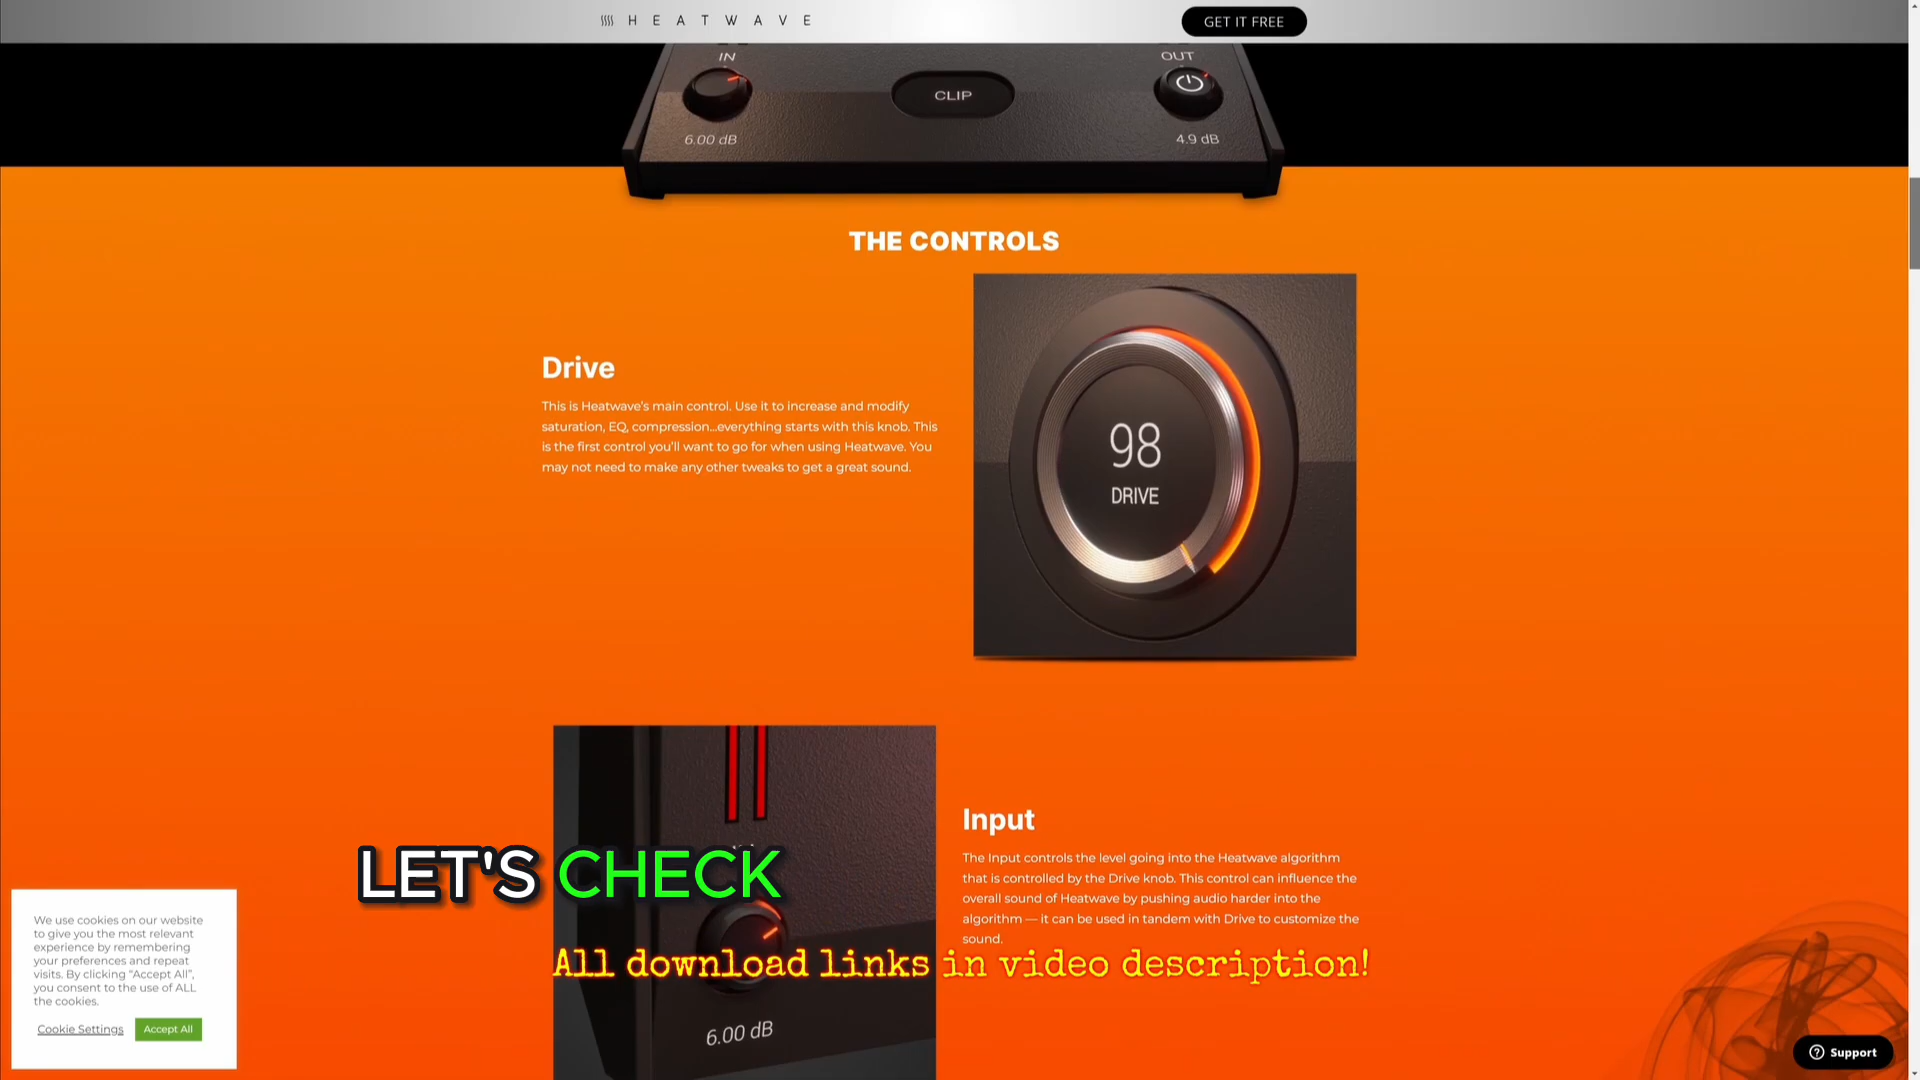 HEATWAVE
GET IT FREE
IN
OUT
CLIP
6.00 dB
4.9 dB
THE CONTROLS
Drive
This is Heatwave's main control. Use it to increase and modify
saturation, EQ, compression...everything starts with this knob. This
is the first control you'll want to go for when using Heatwave. You
may not need to make any other tweaks to get a great sound.
98
DRIVE
Input
The Input controls the level going into the Heatwave algorithm
that is controlled by the Drive knob. This control can influence the
overall sound of Heatwave by pushing audio harder into the
algorithm — it can be used in tandem with Drive to customize the
sound.
LET'S CHECK
All download links in video description!
6.00 dB
We use cookies on our website
to give you the most relevant
experience by remembering
your preferences and repeat
visits. By clicking “Accept All”,
you consent to the use of ALL
the cookies.
Cookie Settings
Accept All
Support